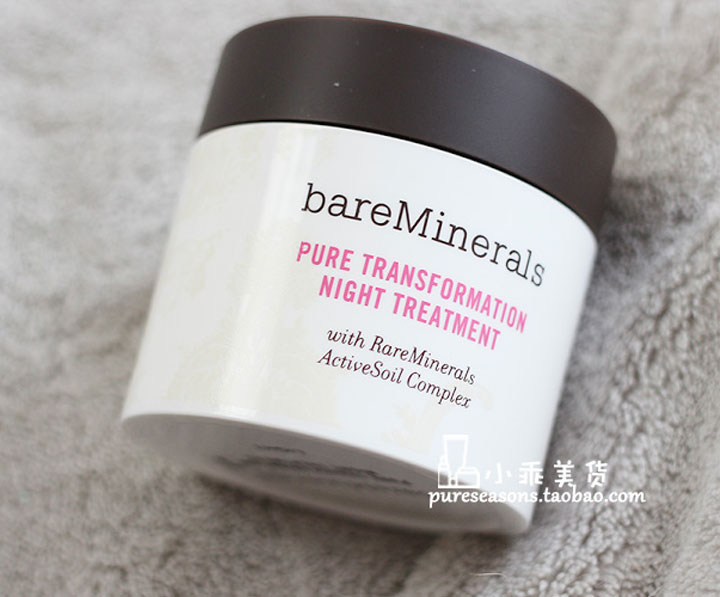 bareMinerals
PURE TRANSFORMATION
NIGHT TREATMENT
with RareMinerals
ActiveSoil Complex
小乖美货
pureseasons.taobao.com